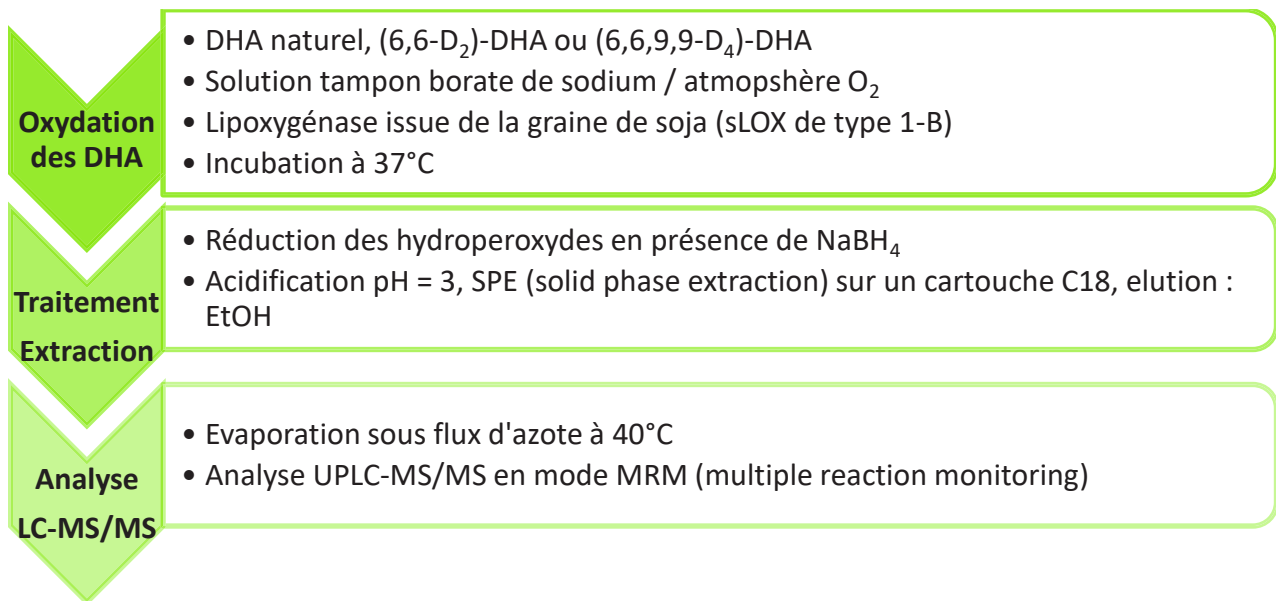 Oxydation
des DHA
• DHA naturel, (6,6-D₂)-DHA ou (6,6,9,9-D₄)-DHA
• Solution tampon borate de sodium / atmopshère O₂
• Lipoxygénase issue de la graine de soja (sLOX de type 1-B)
• Incubation à 37°C
Traitement
Extraction
• Réduction des hydroperoxydes en présence de NaBH₄
• Acidification pH = 3, SPE (solid phase extraction) sur un cartouche C18, elution :
EtOH
Analyse
LC-MS/MS
• Evaporation sous flux d'azote à 40°C
• Analyse UPLC-MS/MS en mode MRM (multiple reaction monitoring)